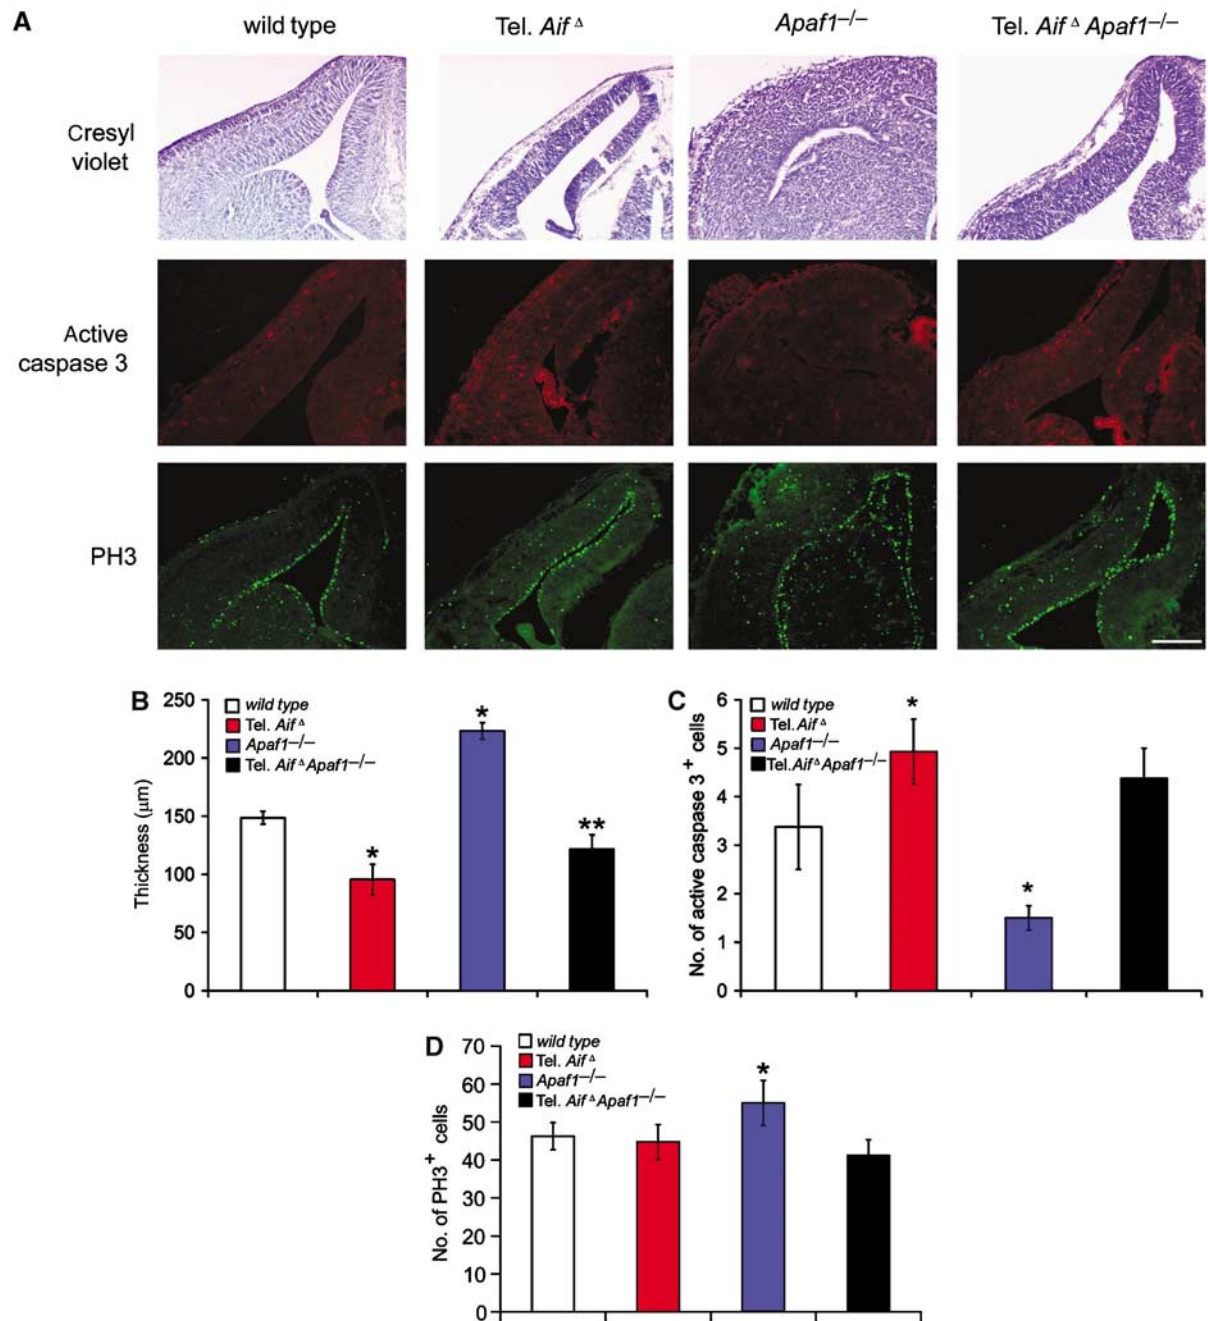 A
wild type
Tel. Aif Δ
Apaf1−/−
Tel. Aif Δ Apaf1−/−
Cresyl
violet
Active
caspase 3
PH3
B
250
200
150
100
50
0
Thickness (μm)
wild type
Tel. Aif Δ
Apaf1−/−
Tel. Aif Δ Apaf1−/−
*
*
**
C
6
5
4
3
2
1
0
No. of active caspase 3+ cells
wild type
Tel. Aif Δ
Apaf1−/−
Tel. Aif Δ Apaf1−/−
*
*
D
70
60
50
40
30
20
10
0
No. of PH3+ cells
wild type
Tel. Aif Δ
Apaf1−/−
Tel. Aif Δ Apaf1−/−
*